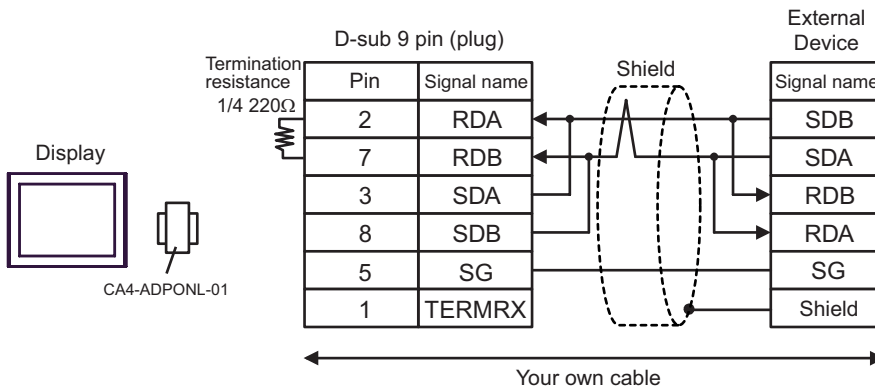 D-sub 9 pin (plug)
External
Device
Termination
resistance
1/4 220Ω
Pin
Signal name
Shield
Signal name
2
RDA
SDB
7
RDB
SDA
3
SDA
RDB
8
SDB
RDA
5
SG
SG
1
TERMRX
Shield
Display
CA4-ADPONL-01
Your own cable